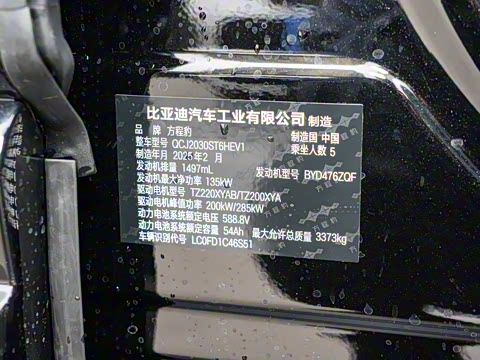 比亚迪汽车工业有限公司 制造
品 牌 方程豹 制造国 中国
整车型号 QCJ2030ST6HEV1 乘坐人数 5
制造年月 2025年2 月
发动机排量 1497mL 发动机型号 BYD476ZQF
发动机最大净功率 135kW
驱动电机型号 TZ220XYAB/TZ200XYA
驱动电机峰值功率 200kW/285kW
动力电池系统额定电压 588.8V
动力电池系统额定容量 54Ah 最大允许总质量 3373kg
车辆识别代号 LC0FD1C46S51